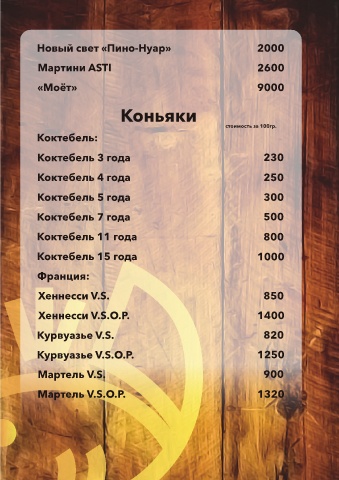 Новый свет «Пино-Нуар» 2000
Мартини ASTI 2600
«Моёт» 9000
Коньяки
стоимость за 100гр.
Коктебель:
Коктебель 3 года 230
Коктебель 4 года 250
Коктебель 5 года 300
Коктебель 7 года 500
Коктебель 11 года 800
Коктебель 15 года 1000
Франция:
Хеннесси V.S. 850
Хеннесси V.S.O.P. 1400
Курвуазье V.S. 820
Курвуазье V.S.O.P. 1250
Мартель V.S. 900
Мартель V.S.O.P. 1320